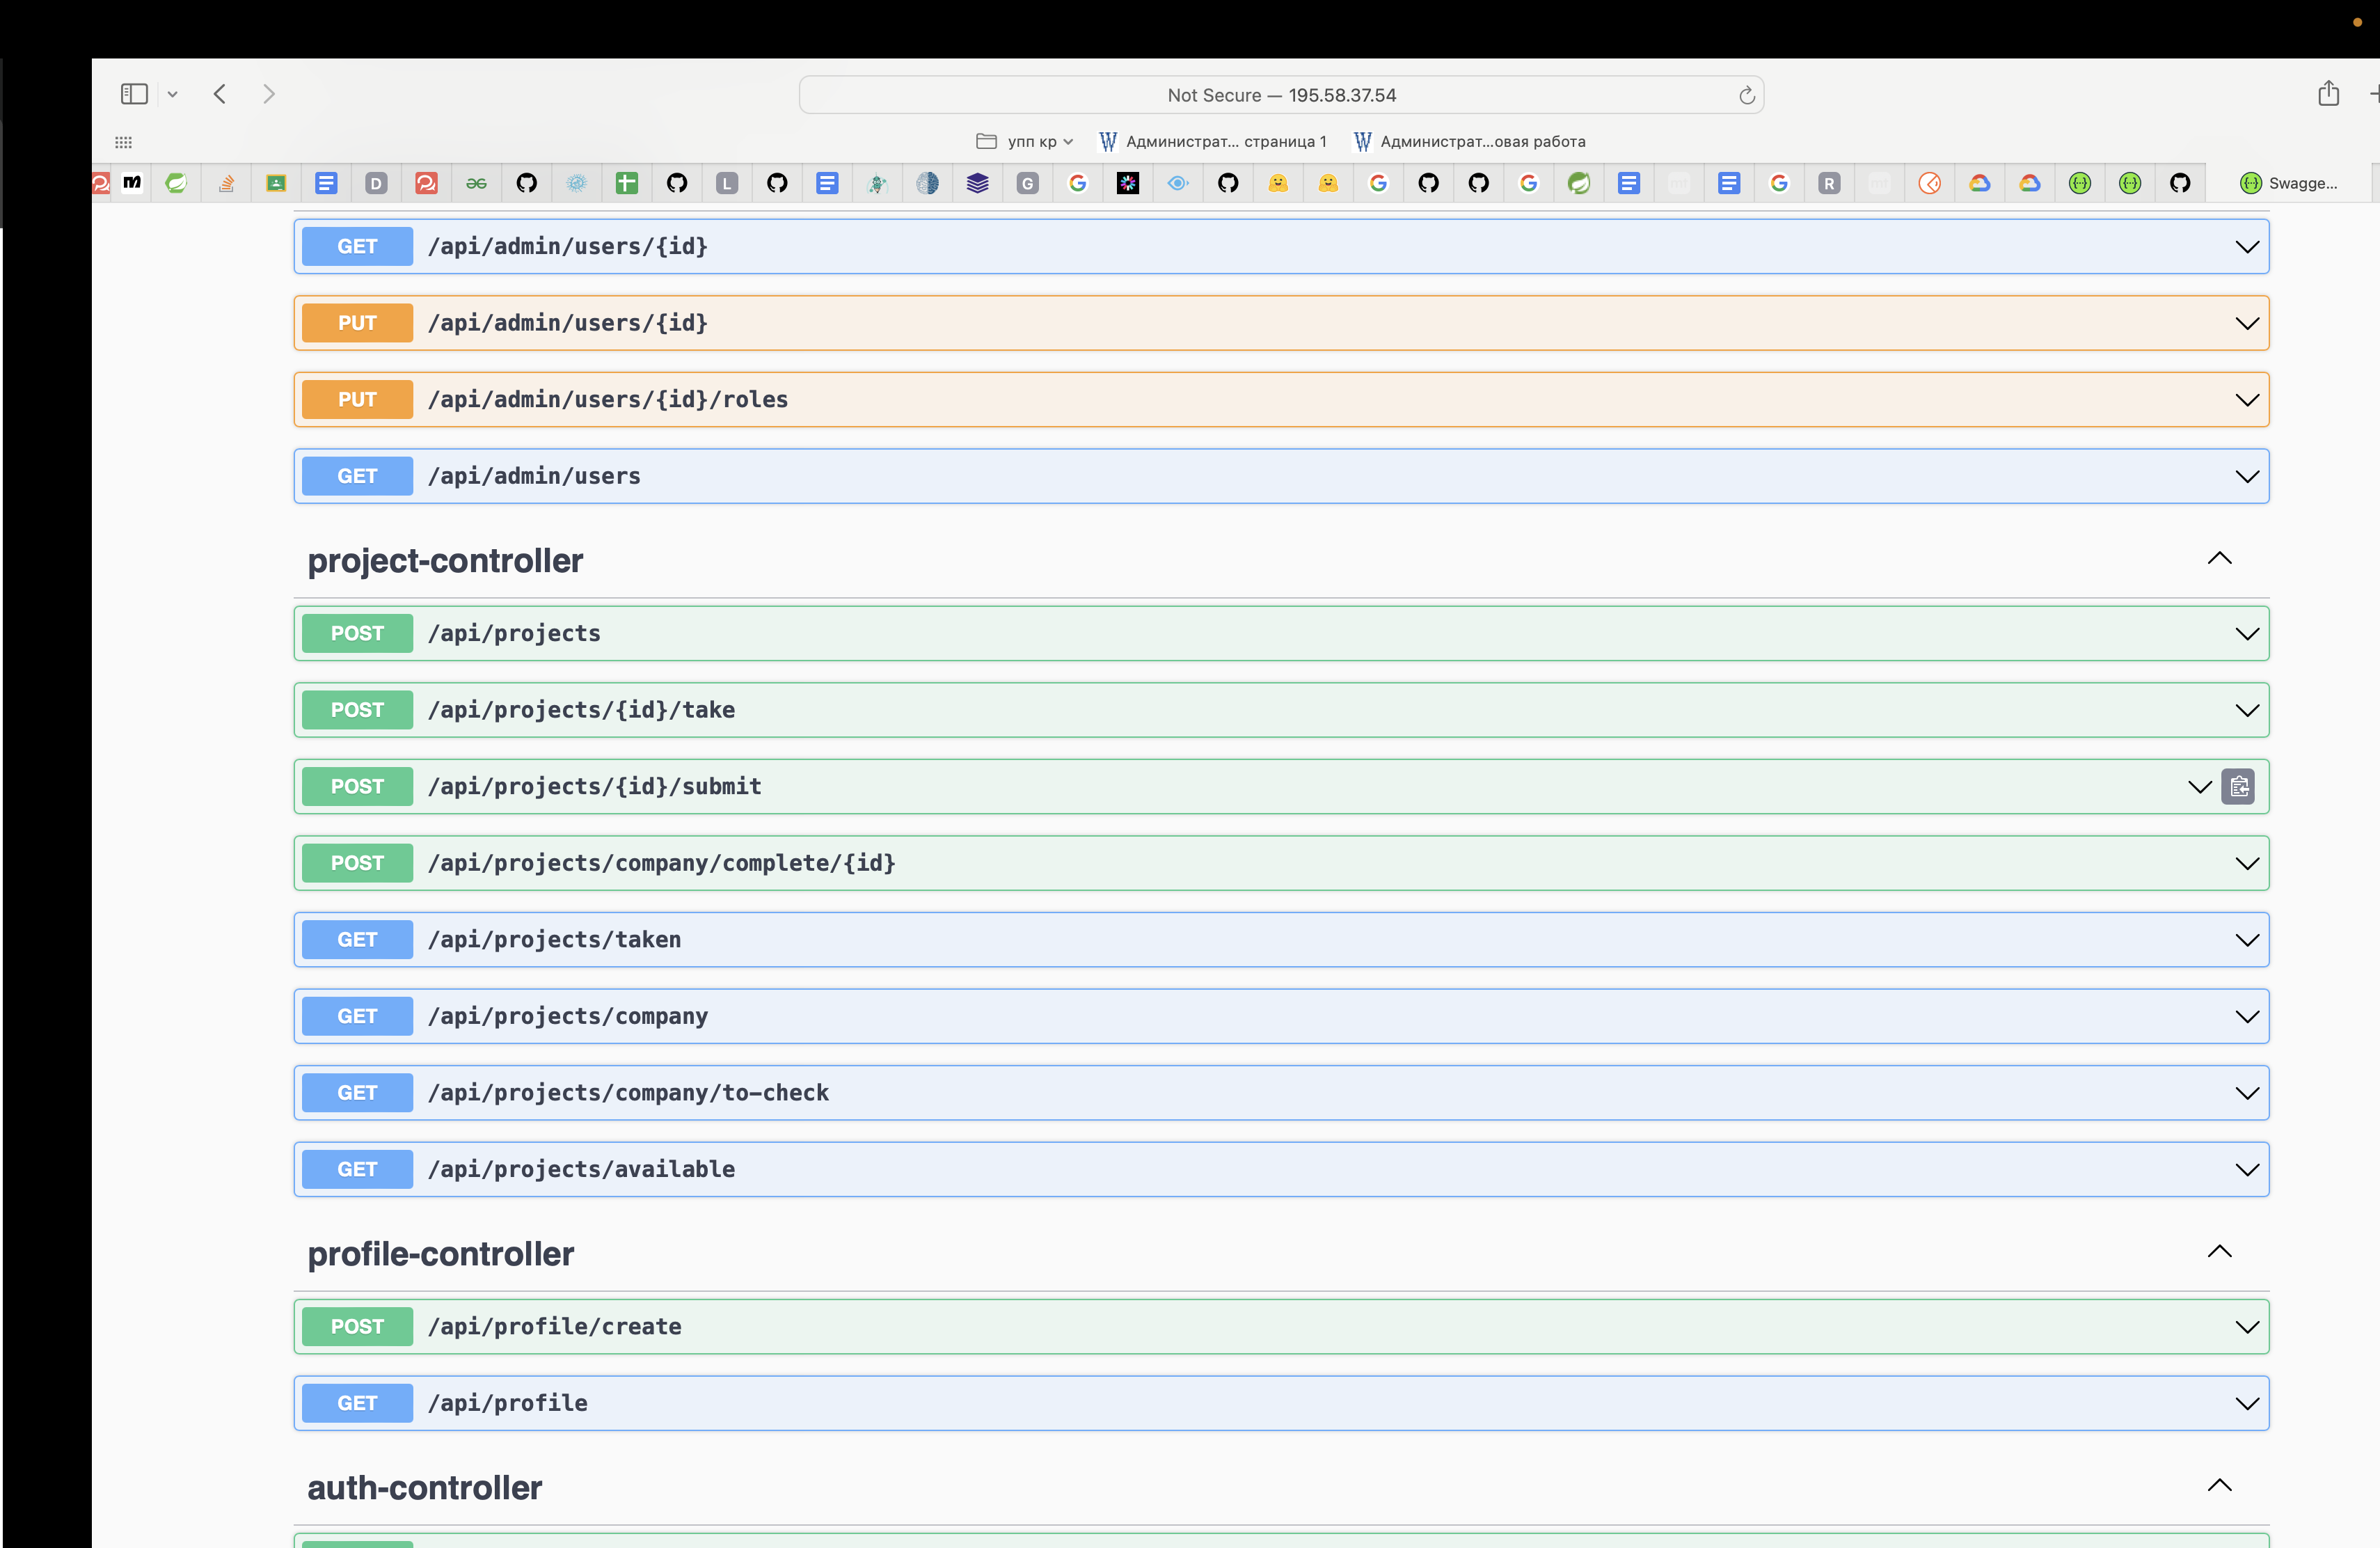 Not Secure — 195.58.37.54
упп кр
Администрат... страница 1
Администрат...овая работа
D
L
G
R
Swagge...
GET /api/admin/users/{id}
PUT /api/admin/users/{id}
PUT /api/admin/users/{id}/roles
GET /api/admin/users
project-controller
POST /api/projects
POST /api/projects/{id}/take
POST /api/projects/{id}/submit
POST /api/projects/company/complete/{id}
GET /api/projects/taken
GET /api/projects/company
GET /api/projects/company/to-check
GET /api/projects/available
profile-controller
POST /api/profile/create
GET /api/profile
auth-controller